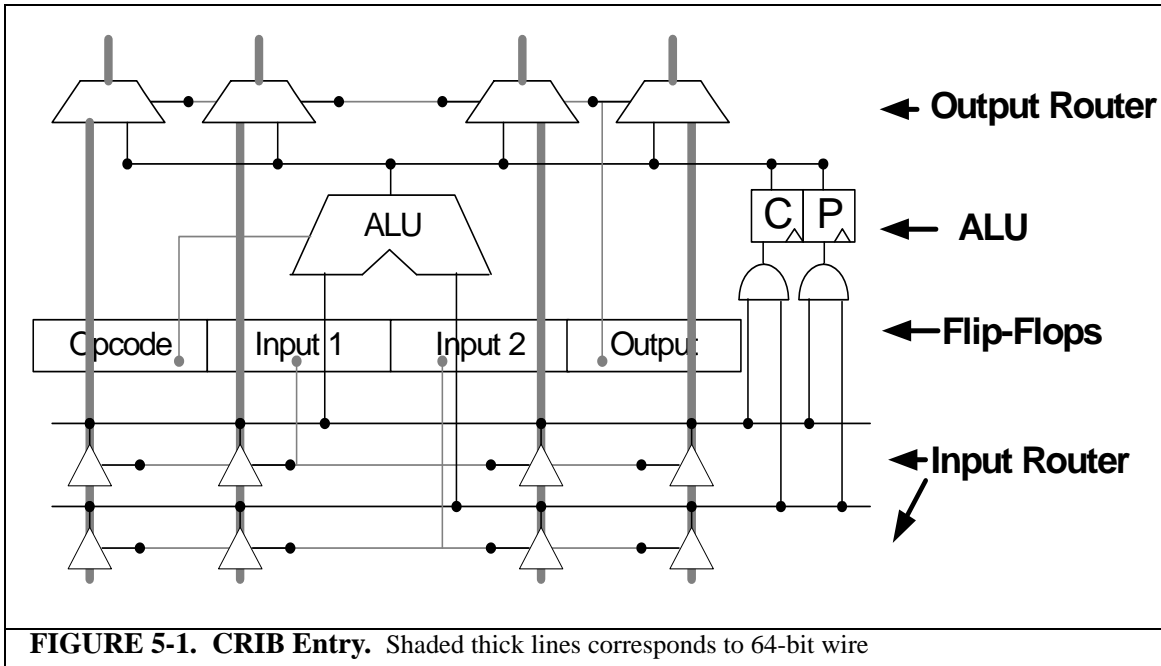 Output Router
ALU
C P
ALU
Flip-Flops
Opcode Input 1 Input 2 Output
Input Router
FIGURE 5-1. CRIB Entry. Shaded thick lines corresponds to 64-bit wire